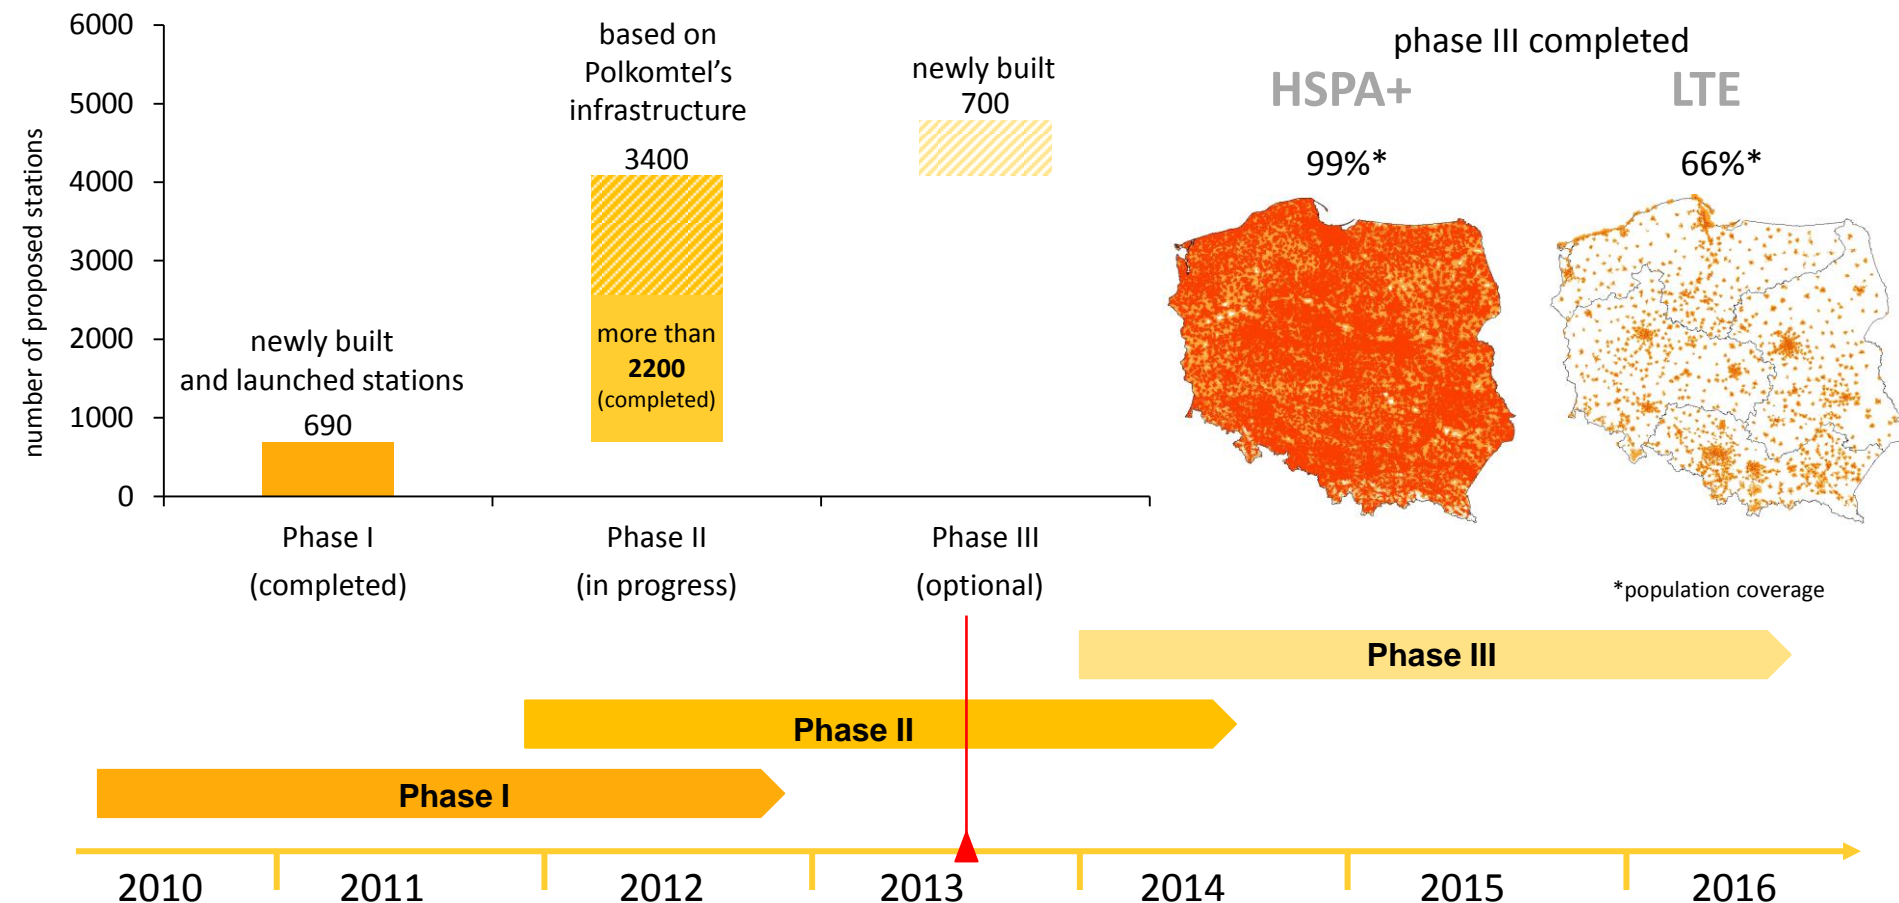 6000
5000
4000
3000
2000
1000
0
number of proposed stations
newly built
and launched stations
690
based on
Polkomtel's
infrastructure
3400
more than
2200
(completed)
newly built
700
Phase I
(completed)
Phase II
(in progress)
Phase III
(optional)
phase III completed
HSPA+
LTE
99%*
66%*
*population coverage
Phase III
Phase II
Phase I
2010
2011
2012
2013
2014
2015
2016